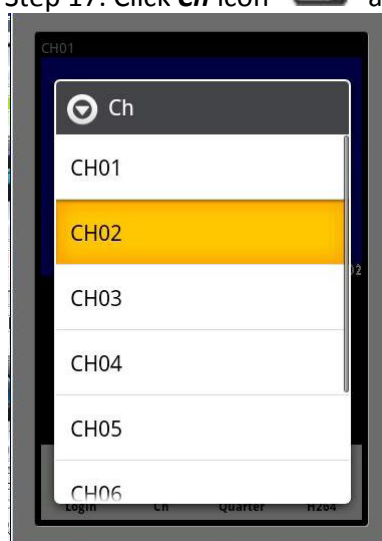 Step 17: Click Ch icon
CH01
Ch
CH01
CH02
CH03
CH04
CH05
CH06
Login Ch Quarter H264